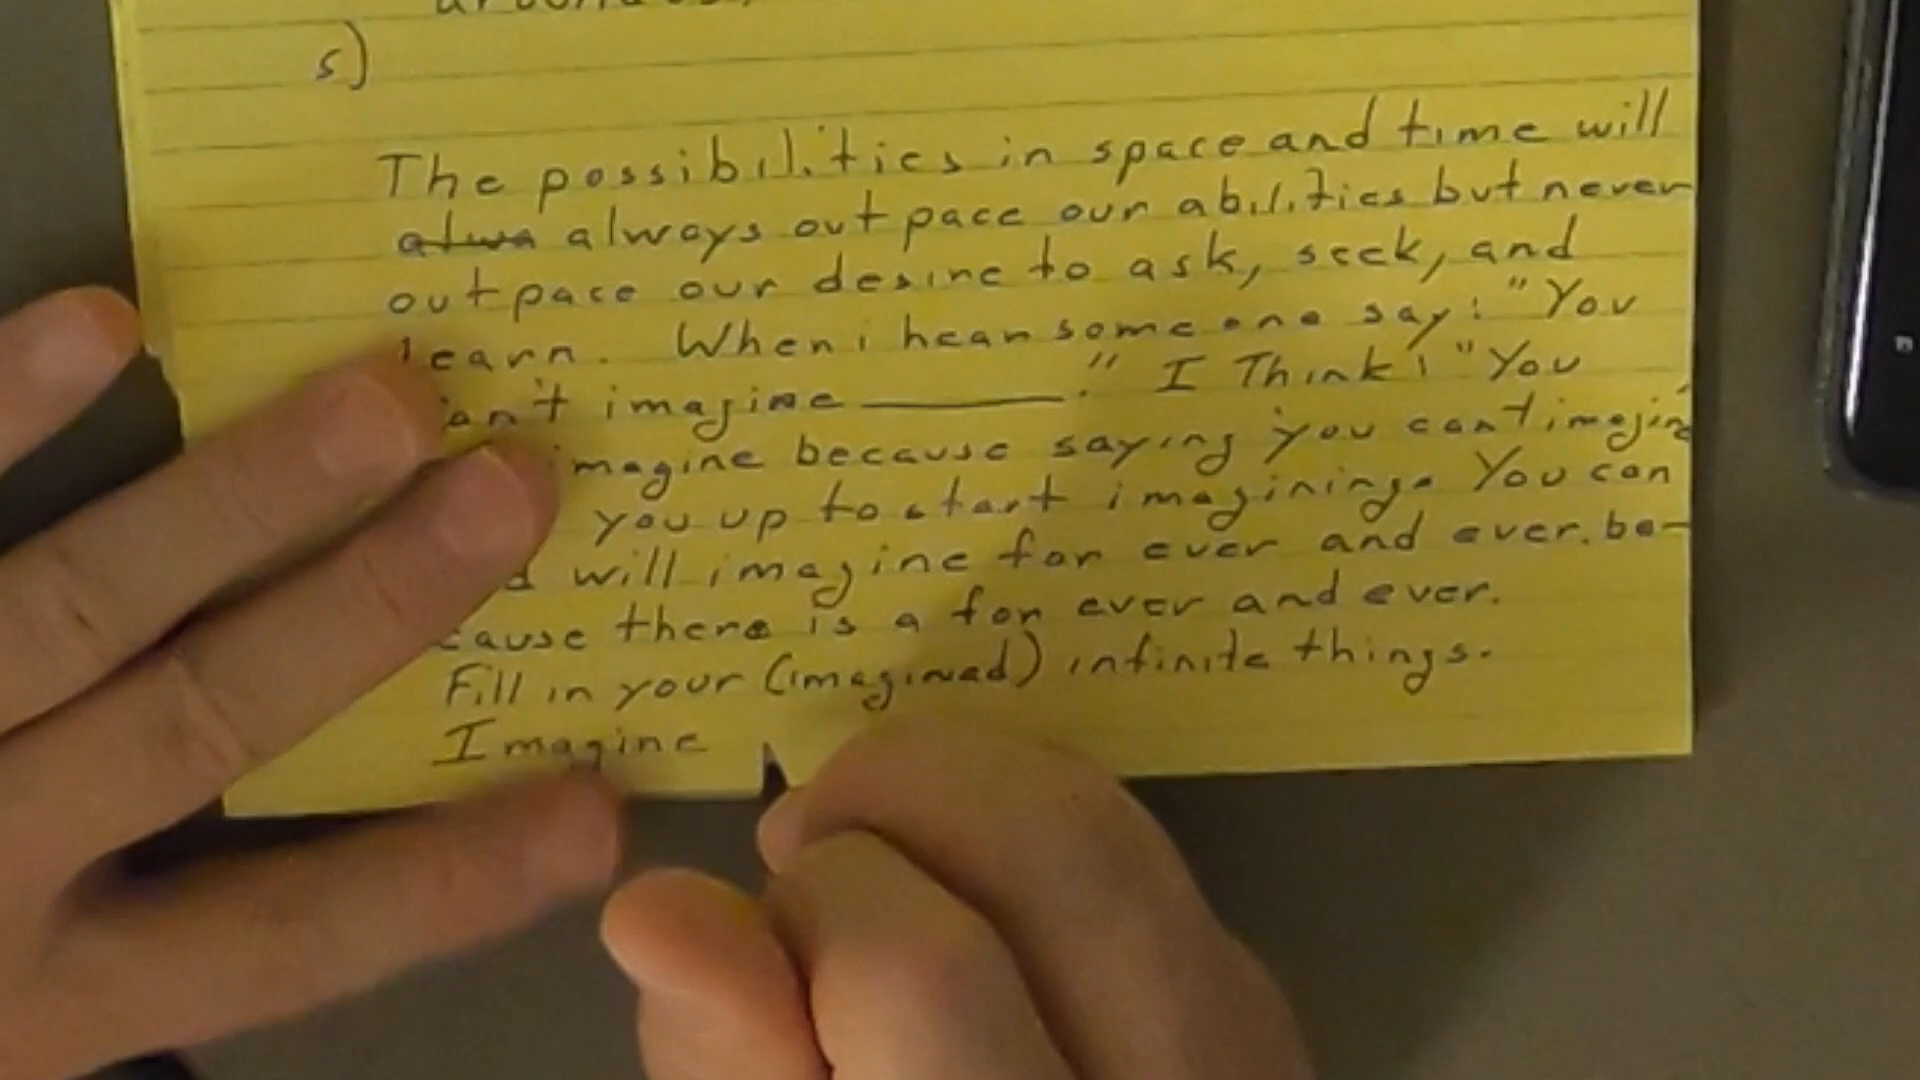 5)
The possibilities in space and time will
always out pace our abilities but never
outpace our desire to ask, seek, and
learn. When i hear some one say: "You
an't imagine ______." I Think: "You
imagine because saying you can't imagine
you up to start imagining. You can
will imagine for ever and ever. be-
cause there is a for ever and ever.
Fill in your (imagined) infinite things.
Imagine